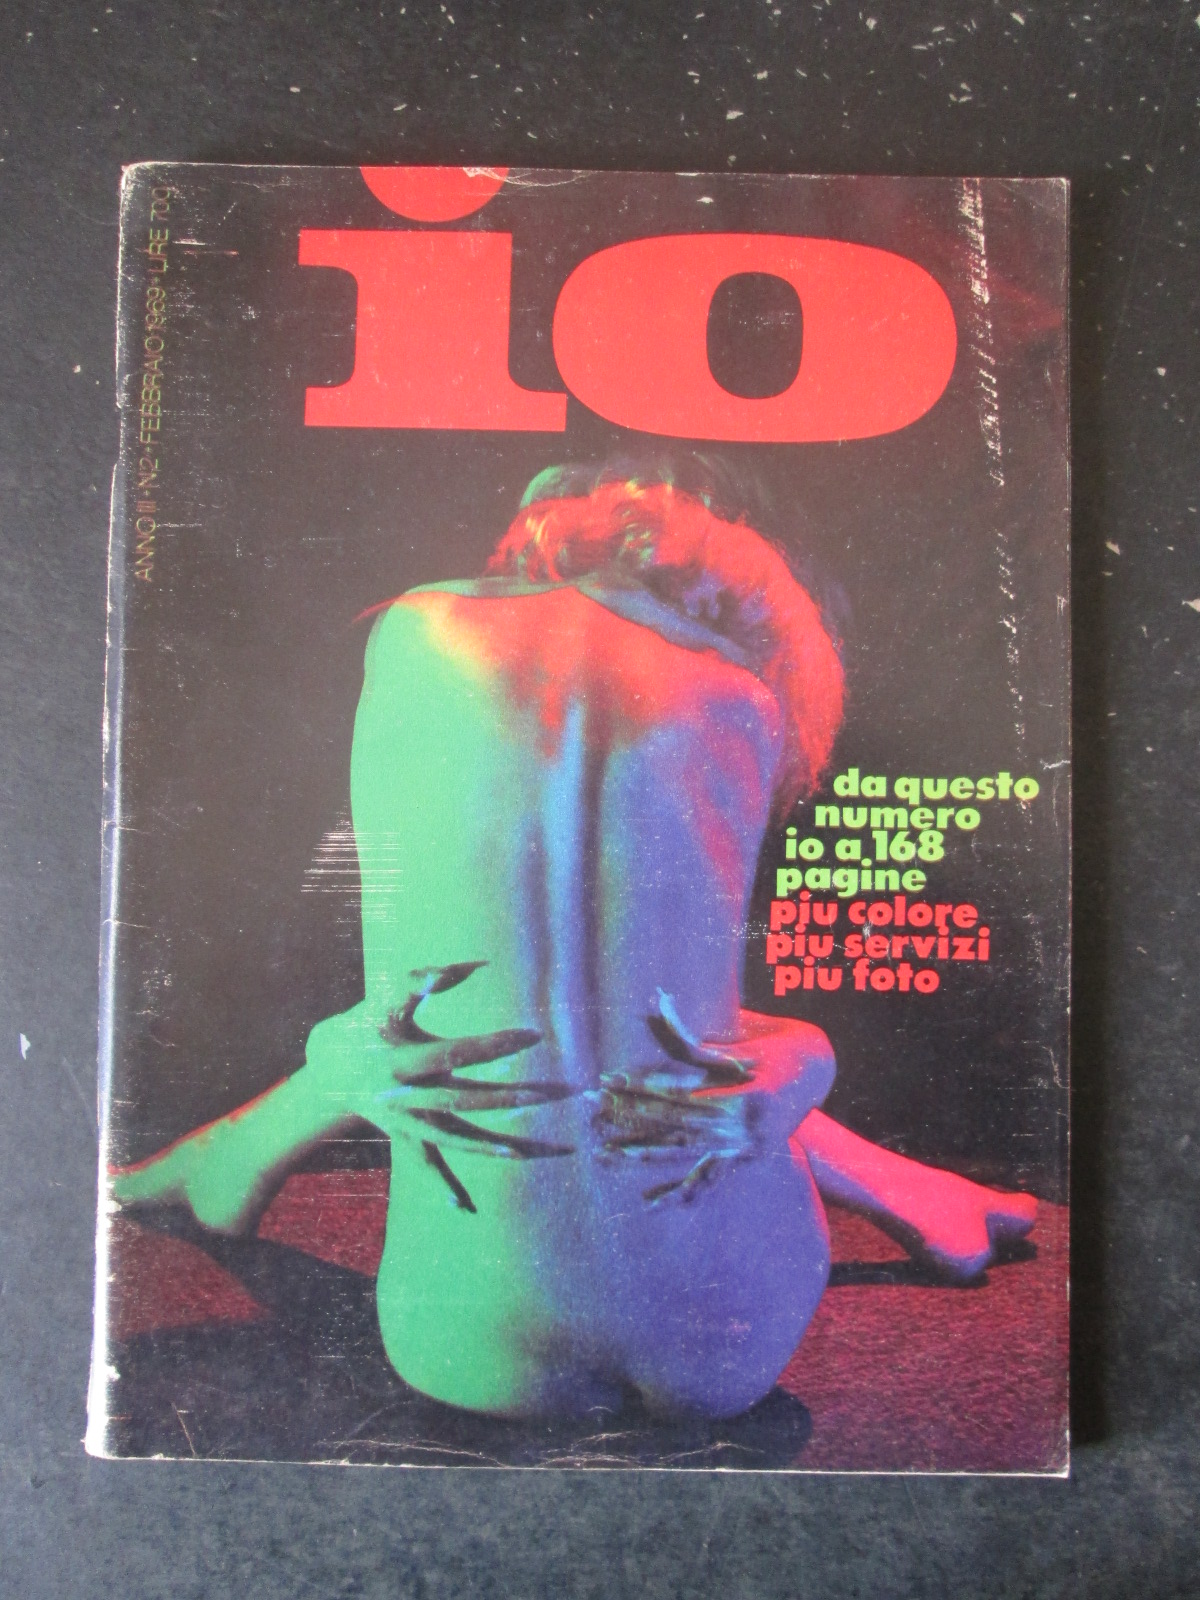 ANNO III • N2 • FEBBRAIO 1969 • LIRE 700
io
da questo
numero
io a 168
pagine
piu colore
piu servizi
piu foto